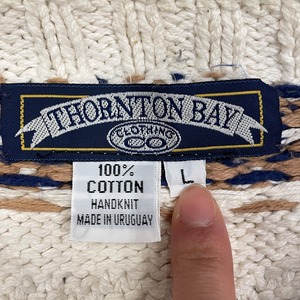 THORNTON BAY
CLOTHING
CO
100%
COTTON
HANDKNIT
MADE IN URUGUAY
L